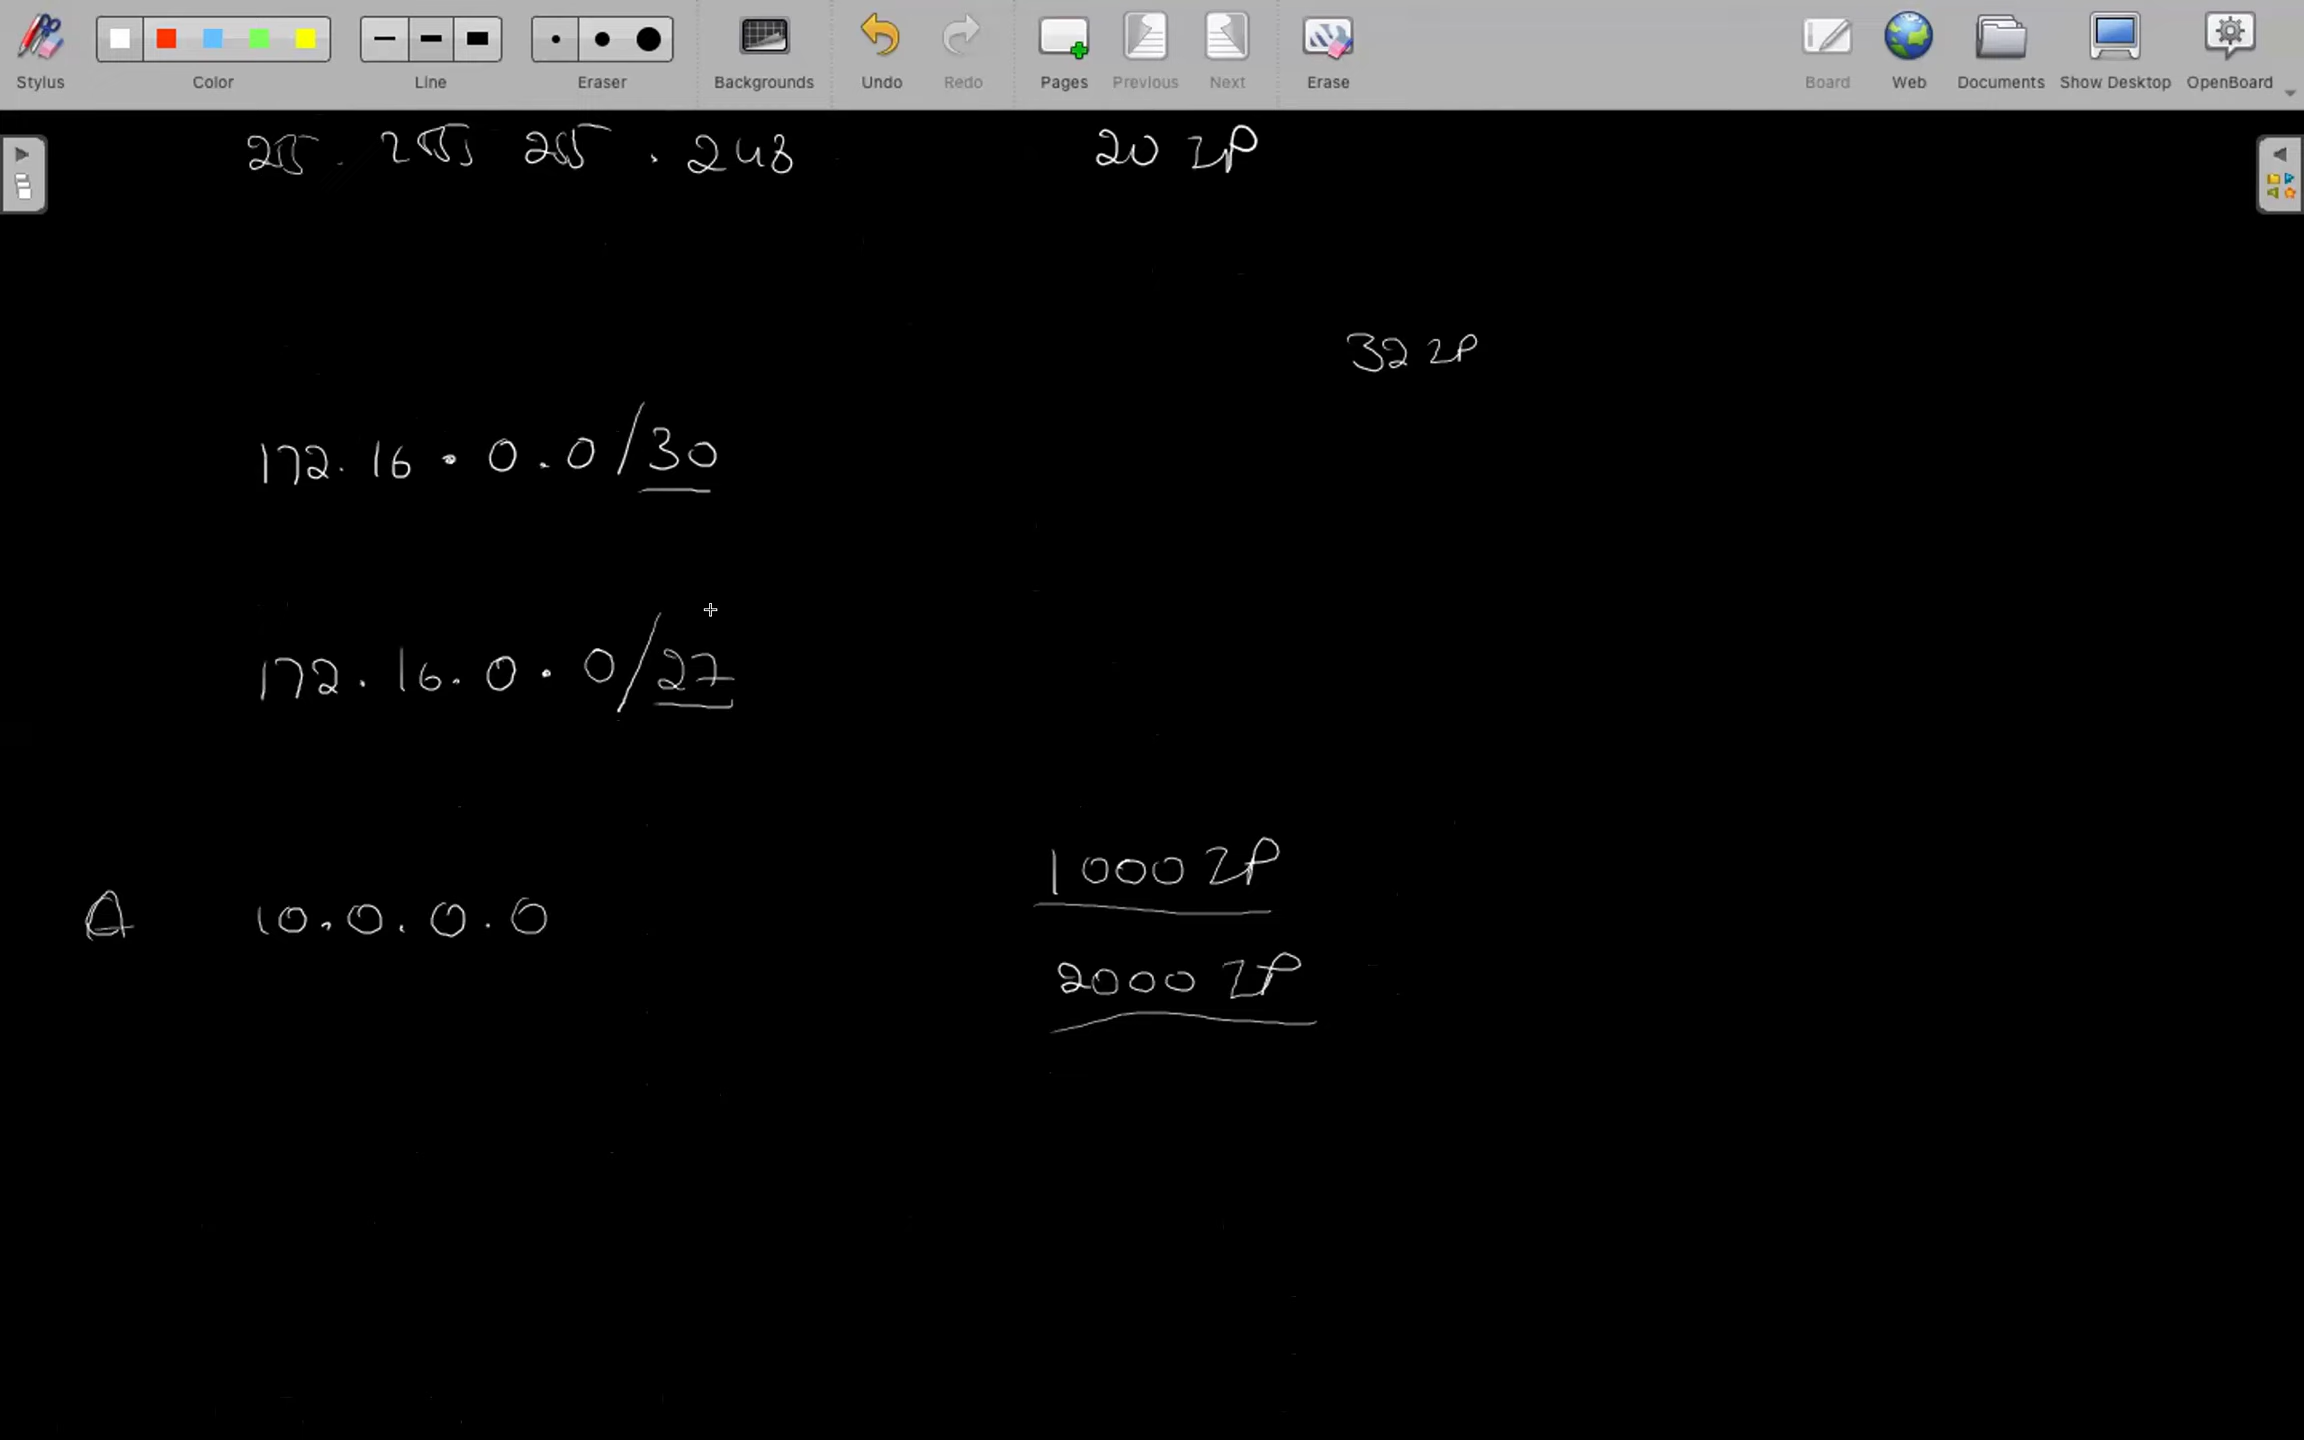 Stylus Color Line Eraser Backgrounds Undo Redo Pages Previous Next Erase Board Web Documents Show Desktop OpenBoard
255. 255 255 . 248 20 IP
32 IP
172. 16 . 0 . 0 /30
172. 16. 0 . 0 /27
1000 IP
A 10.0.0.0
2000 IP